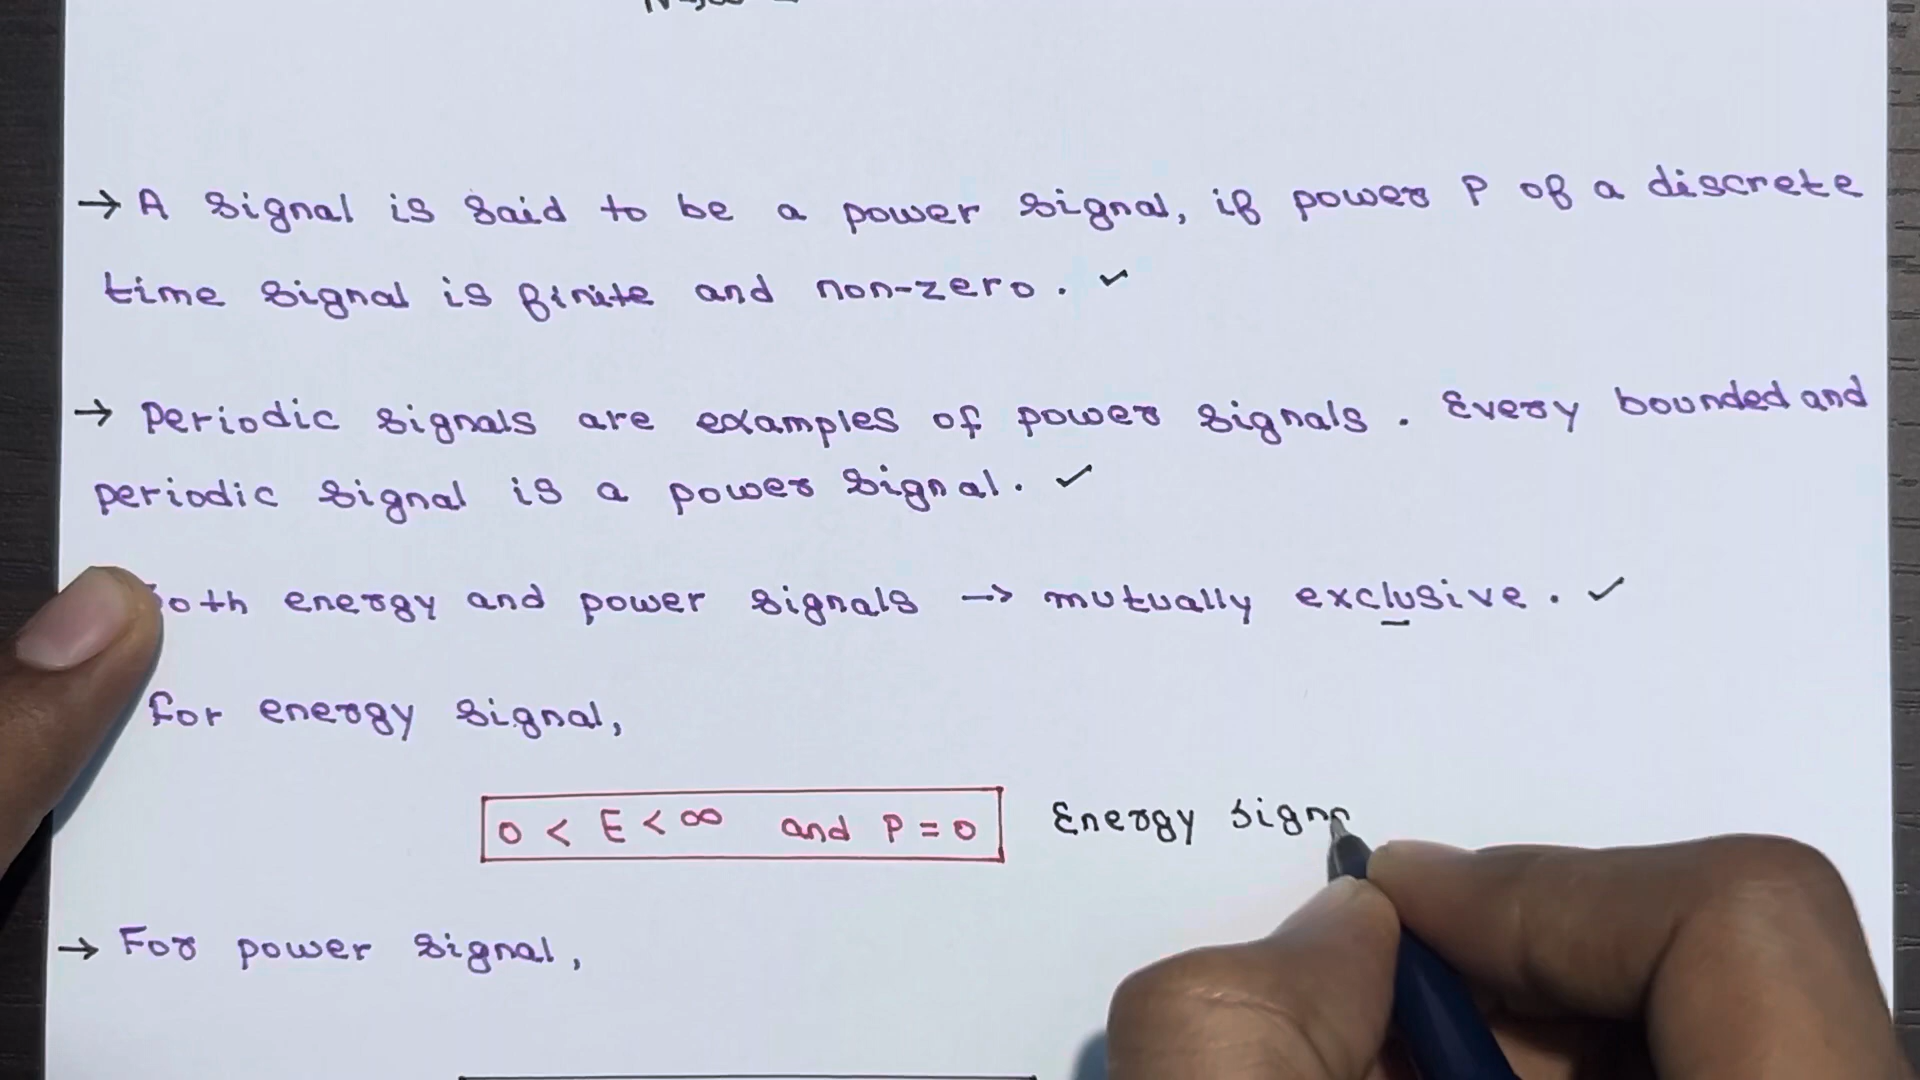 → A signal is said to be a power signal, if power P of a discrete
time signal is finite and non-zero. ✓
→ Periodic signals are examples of power signals. Every bounded and
periodic signal is a power signal. ✓
energy and power signals → mutually exclusive. ✓
For energy signal,
0 < E < ∞ and P = 0 Energy
→ For power signal,